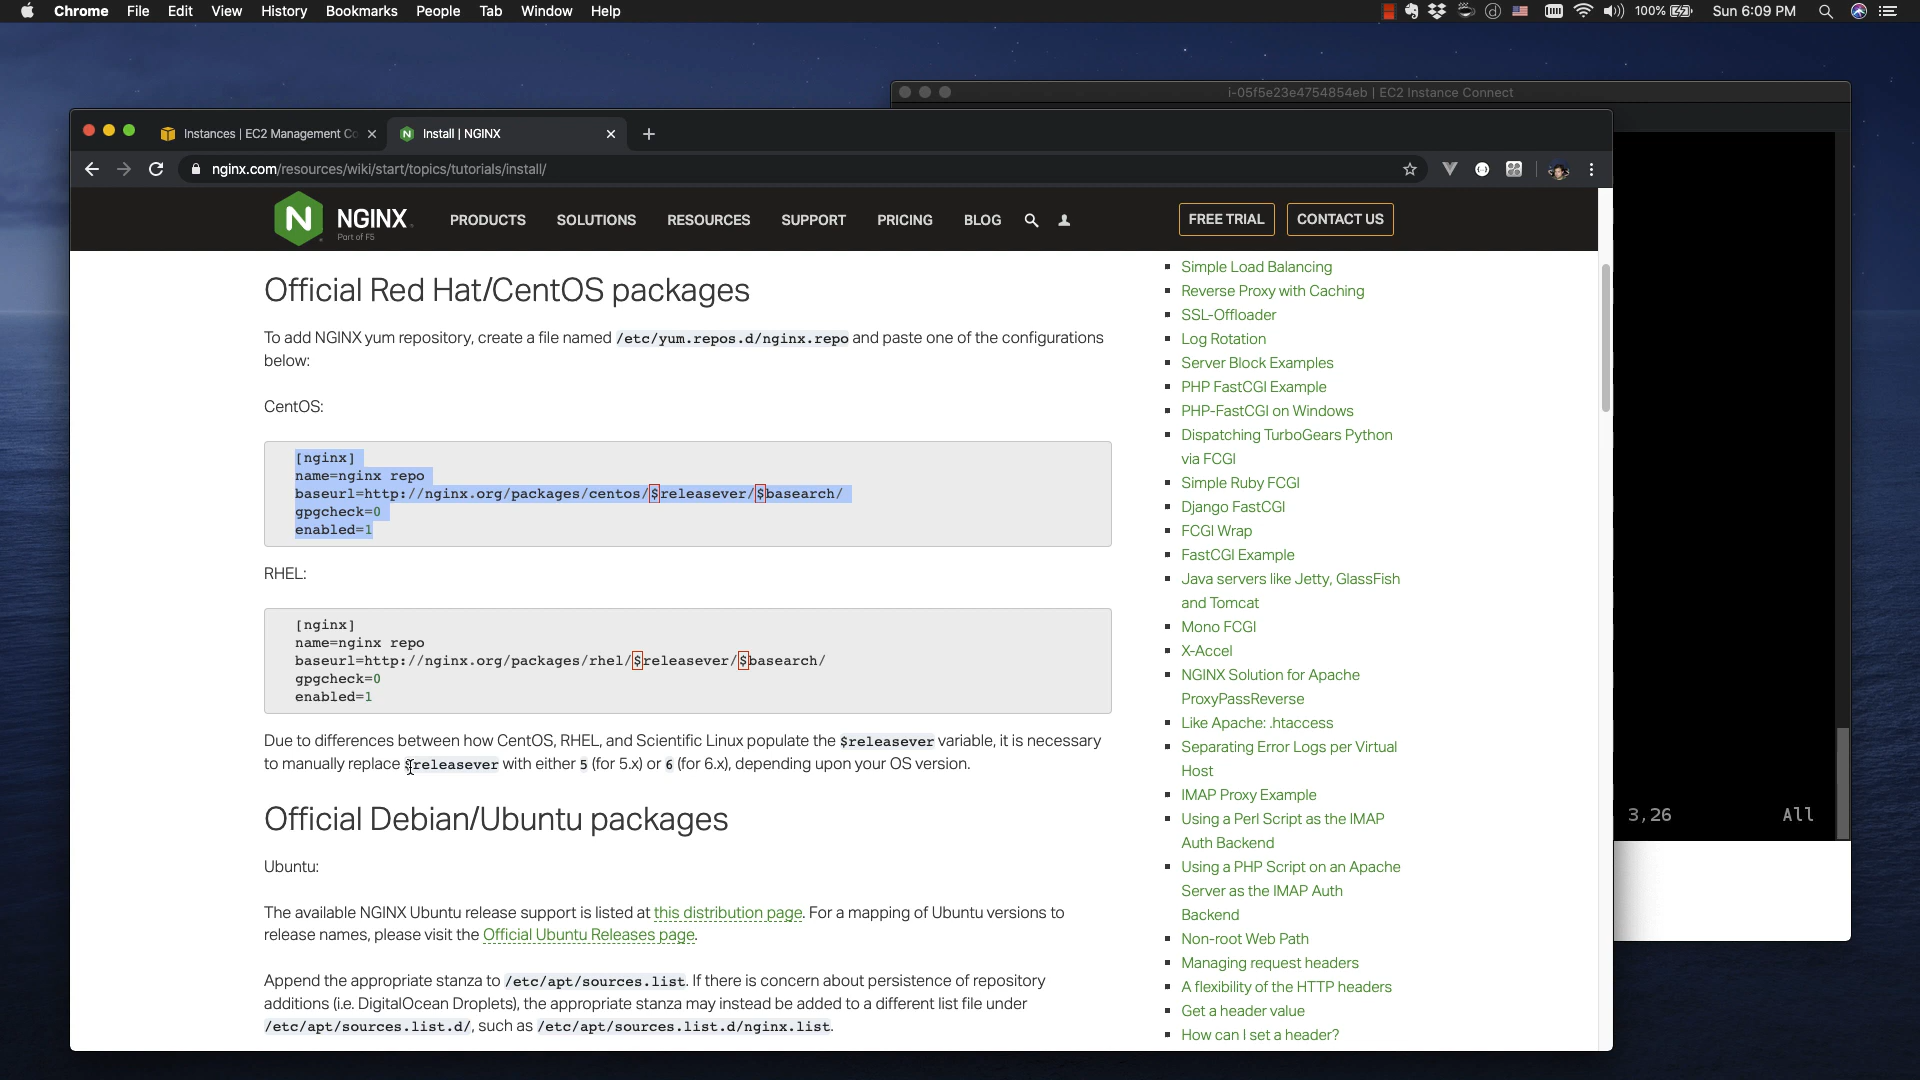 Chrome File Edit View History Bookmarks People Tab Window Help
100% Sun 6:09 PM
i-05f5e23e4754854eb | EC2 Instance Connect
Instances | EC2 Management Co
Install | NGINX
nginx.com/resources/wiki/start/topics/tutorials/install/
NGINX
Part of F5
PRODUCTS SOLUTIONS RESOURCES SUPPORT PRICING BLOG
FREE TRIAL CONTACT US
Official Red Hat/CentOS packages
To add NGINX yum repository, create a file named /etc/yum.repos.d/nginx.repo and paste one of the configurations
below:
CentOS:
[nginx]
name=nginx repo
baseurl=http://nginx.org/packages/centos/$releasever/$basearch/
gpgcheck=0
enabled=1
RHEL:
[nginx]
name=nginx repo
baseurl=http://nginx.org/packages/rhel/$releasever/$basearch/
gpgcheck=0
enabled=1
Due to differences between how CentOS, RHEL, and Scientific Linux populate the $releasever variable, it is necessary
to manually replace $releasever with either 5 (for 5.x) or 6 (for 6.x), depending upon your OS version.
Official Debian/Ubuntu packages
Ubuntu:
The available NGINX Ubuntu release support is listed at this distribution page. For a mapping of Ubuntu versions to
release names, please visit the Official Ubuntu Releases page.
Append the appropriate stanza to /etc/apt/sources.list. If there is concern about persistence of repository
additions (i.e. DigitalOcean Droplets), the appropriate stanza may instead be added to a different list file under
/etc/apt/sources.list.d/, such as /etc/apt/sources.list.d/nginx.list.
Simple Load Balancing
Reverse Proxy with Caching
SSL-Offloader
Log Rotation
Server Block Examples
PHP FastCGI Example
PHP-FastCGI on Windows
Dispatching TurboGears Python
via FCGI
Simple Ruby FCGI
Django FastCGI
FCGI Wrap
FastCGI Example
Java servers like Jetty, GlassFish
and Tomcat
Mono FCGI
X-Accel
NGINX Solution for Apache
ProxyPassReverse
Like Apache: .htaccess
Separating Error Logs per Virtual
Host
IMAP Proxy Example
Using a Perl Script as the IMAP
Auth Backend
Using a PHP Script on an Apache
Server as the IMAP Auth
Backend
Non-root Web Path
Managing request headers
A flexibility of the HTTP headers
Get a header value
How can I set a header?
3,26 All